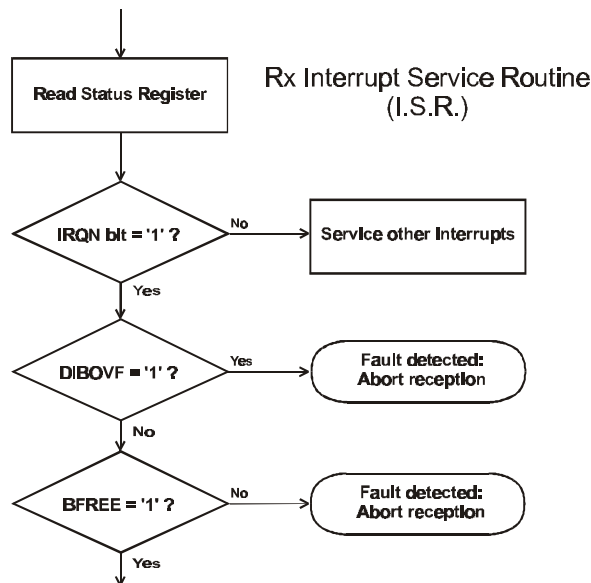 Rx Interrupt Service Routine
(I.S.R.)
Read Status Register
IRQN bit = '1' ?
No
Service other Interrupts
Yes
DIBOVF = '1' ?
Yes
Fault detected:
Abort reception
No
BFREE = '1' ?
No
Fault detected:
Abort reception
Yes